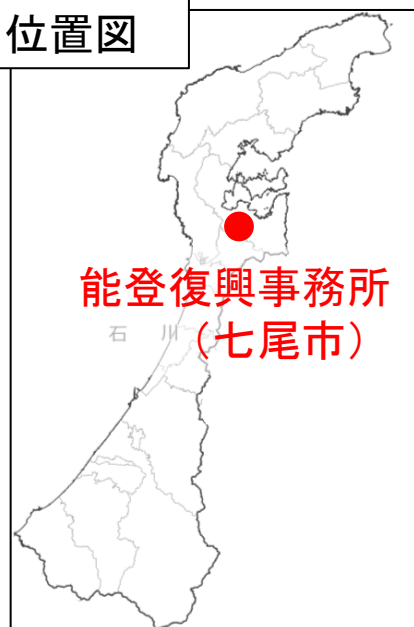 位置図
能登復興事務所
石川
（七尾市）